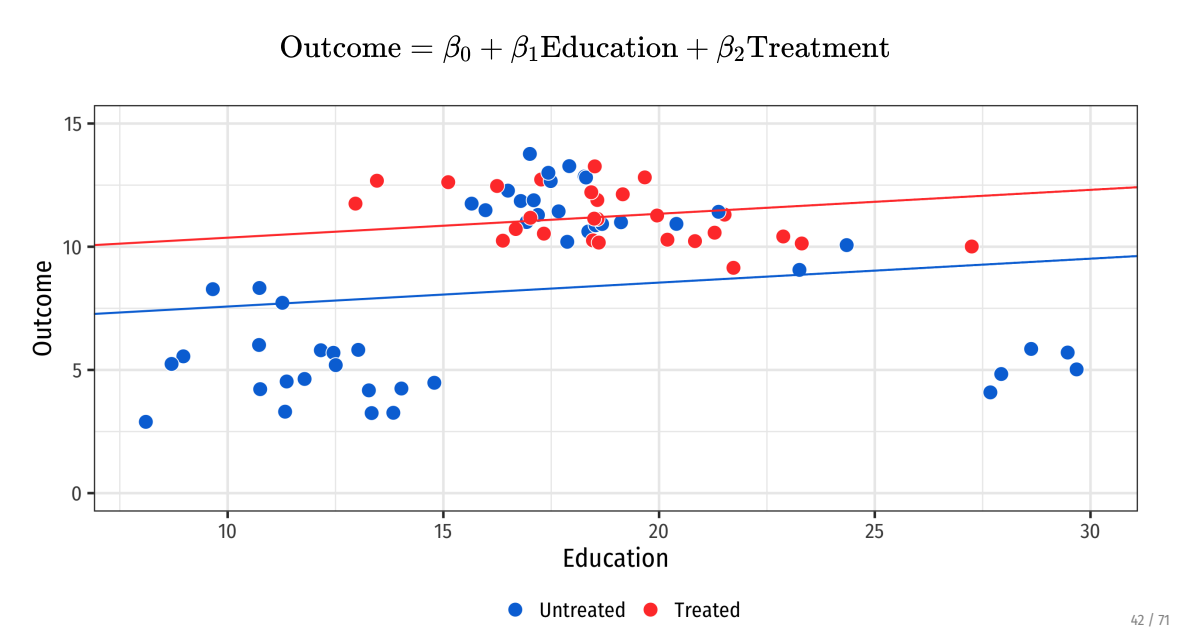 Outcome = β₀ + β₁Education + β₂Treatment
15
10
5
0
Outcome
10 15 20 25 30
Education
Untreated Treated
42 / 71